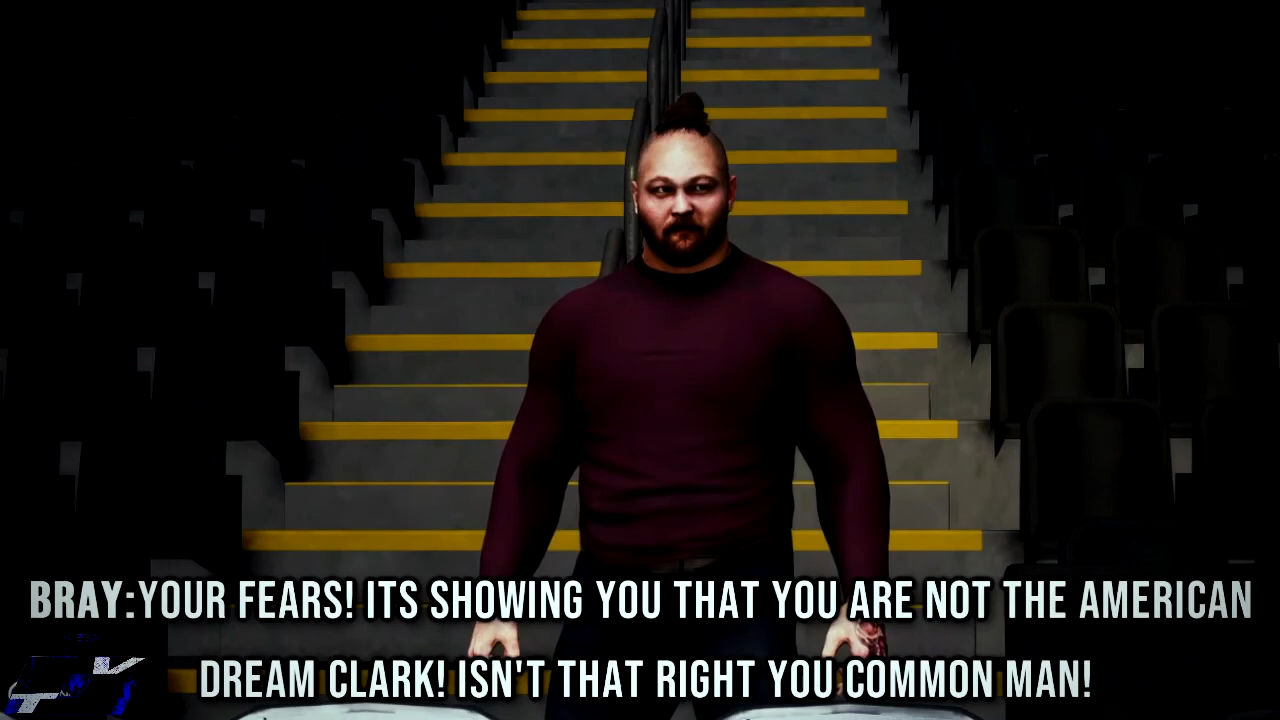 BRAY:YOUR FEARS! ITS SHOWING YOU THAT YOU ARE NOT THE AMERICAN
DREAM CLARK! ISN'T THAT RIGHT YOU COMMON MAN!